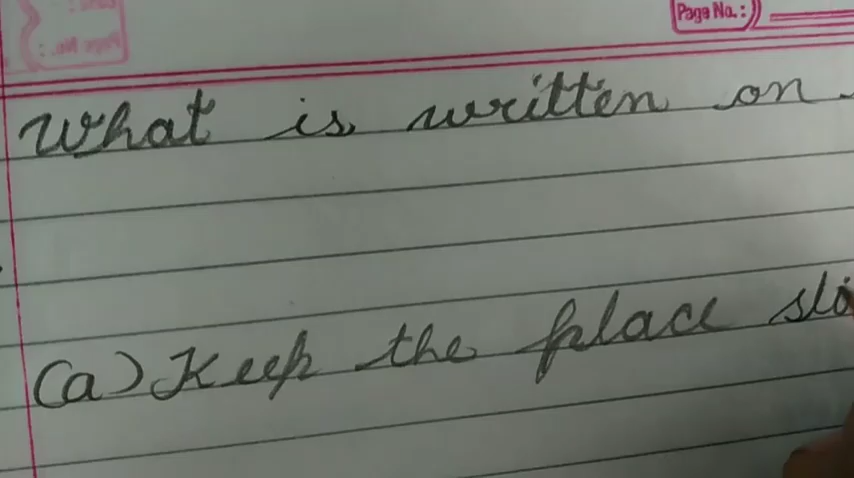 Page No.:
What is written on
(a) Keep the place